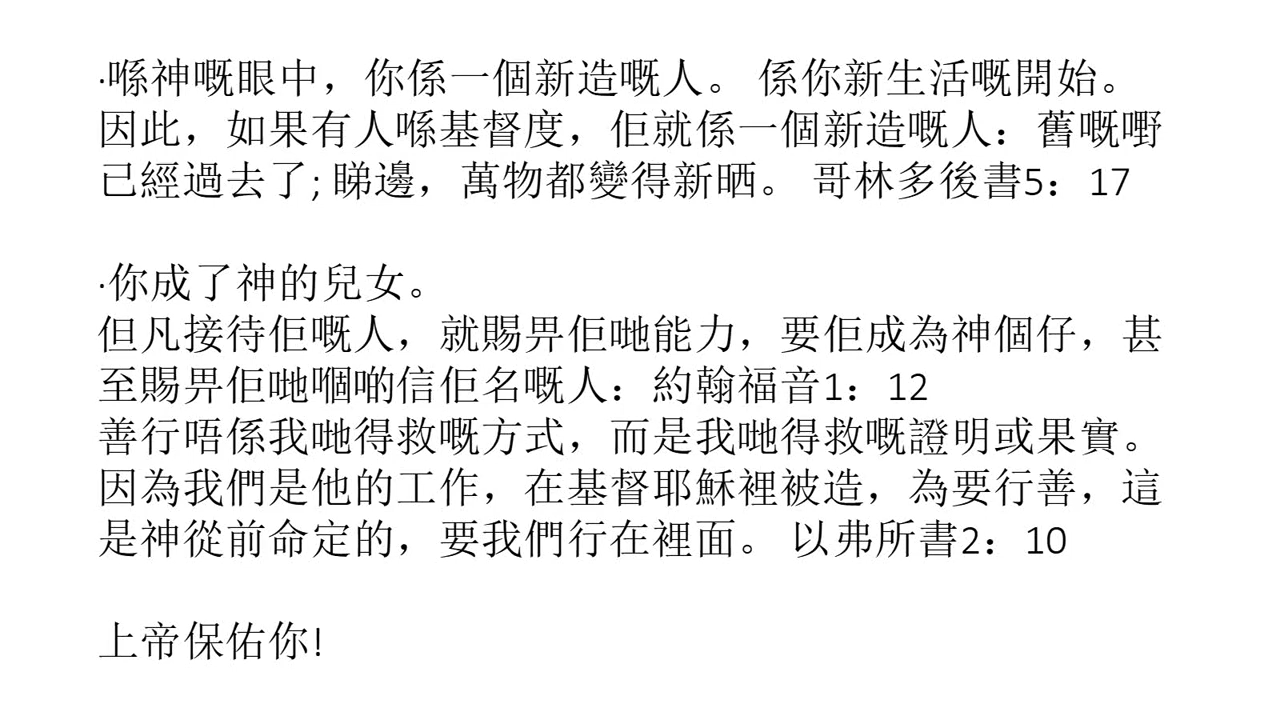 ·喺神嘅眼中，你係一個新造嘅人。 係你新生活嘅開始。
因此，如果有人喺基督度，佢就係一個新造嘅人：舊嘅嘢
已經過去了; 睇邊，萬物都變得新晒。 哥林多後書5：17
·你成了神的兒女。
但凡接待佢嘅人，就賜畀佢哋能力，要佢成為神個仔，甚
至賜畀佢哋嗰啲信佢名嘅人：約翰福音1：12
善行唔係我哋得救嘅方式，而是我哋得救嘅證明或果實。
因為我們是他的工作，在基督耶穌裡被造，為要行善，這
是神從前命定的，要我們行在裡面。 以弗所書2：10
上帝保佑你!